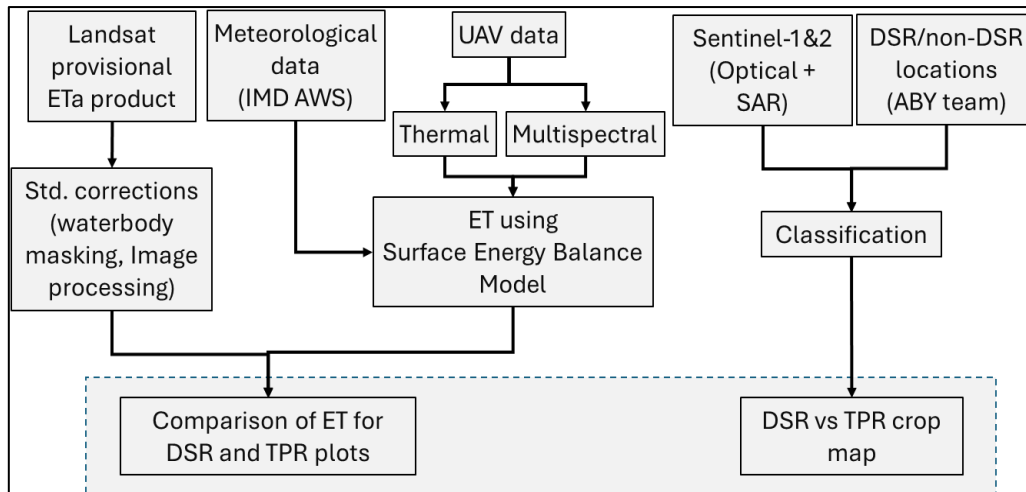 Landsat
provisional
ETa product
Meteorological
data
(IMD AWS)
UAV data
Sentinel-1&2
(Optical +
SAR)
DSR/non-DSR
locations
(ABY team)
Thermal
Multispectral
Std. corrections
(waterbody
masking, Image
processing)
ET using
Surface Energy Balance
Model
Classification
Comparison of ET for
DSR and TPR plots
DSR vs TPR crop
map